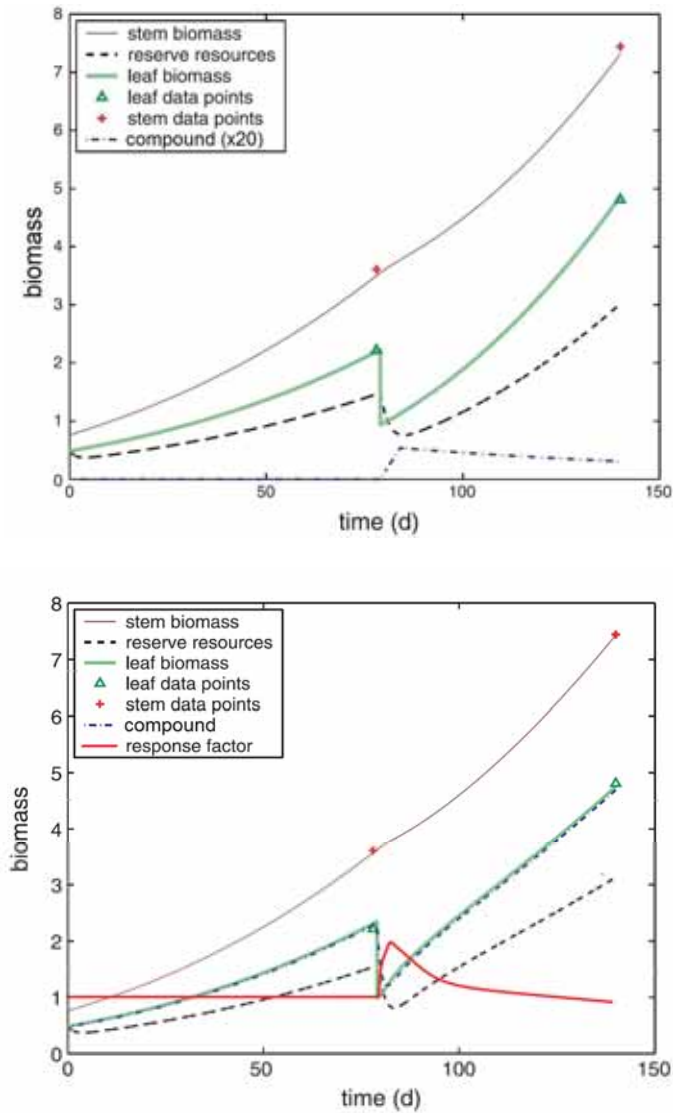 8
7
6
5
4
3
2
1
0
biomass
stem biomass
reserve resources
leaf biomass
leaf data points
stem data points
compound (x20)
0
50
100
150
time (d)
8
7
6
5
4
3
2
1
0
biomass
stem biomass
reserve resources
leaf biomass
leaf data points
stem data points
compound
response factor
0
50
100
150
time (d)